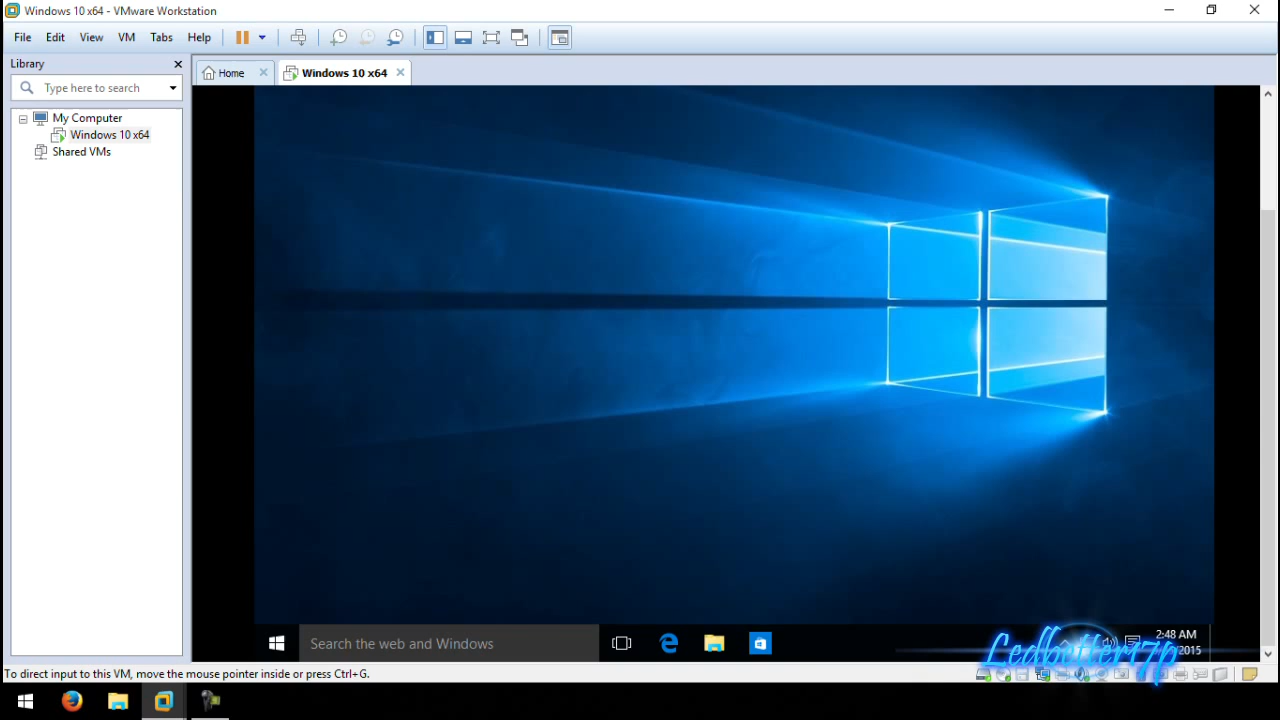 Windows 10 x64 - VMware Workstation
File Edit View VM Tabs Help
Library
Home
Windows 10 x64
Type here to search
My Computer
Windows 10 x64
Shared VMs
Search the web and Windows
2:48 AM
/2015
Ledbetter17p
To direct input to this VM, move the mouse pointer inside or press Ctrl+G.